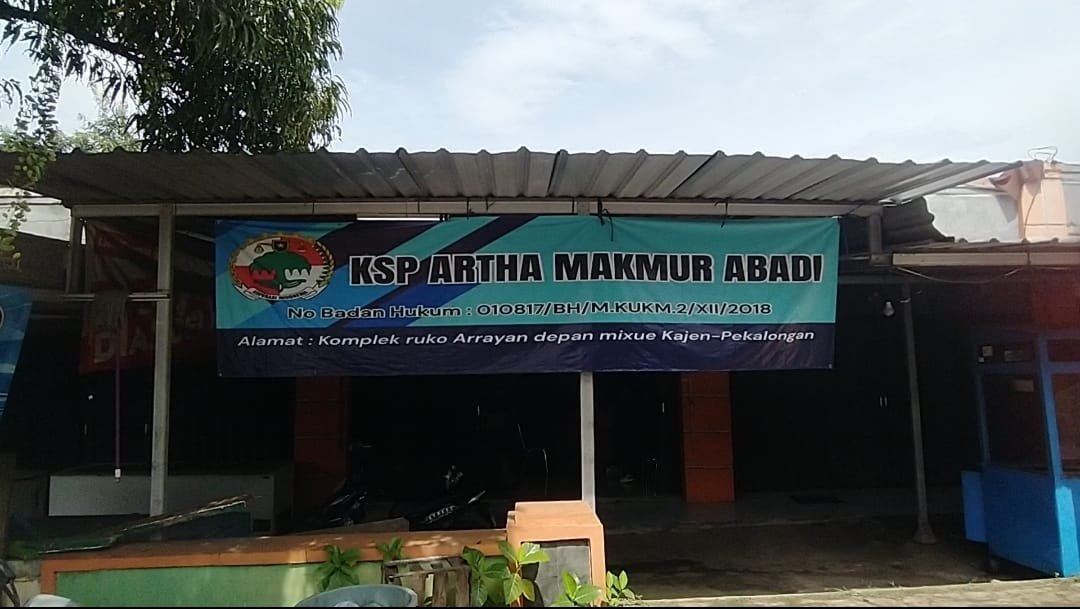 KSP ARTHA MAKMUR ABADI
No Badan Hukum : 010817/BH/M.KUKM.2/XII/2018
Alamat : Komplek ruko Arrayan depan mixue Kajen-Pekalongan